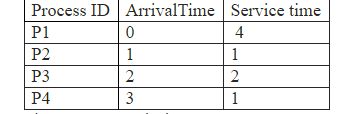 Process ID ArrivalTime Service time
P1 0 4
P2 1 1
P3 2 2
P4 3 1